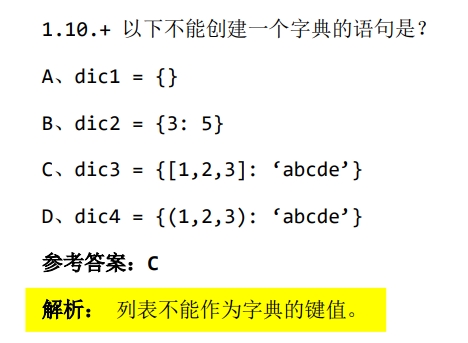 1.10.+ 以下不能创建一个字典的语句是？
A、dic1 = {}
B、dic2 = {3: 5}
C、dic3 = {[1,2,3]: ‘abcde’}
D、dic4 = {(1,2,3): ‘abcde’}
参考答案：C
解析： 列表不能作为字典的键值。